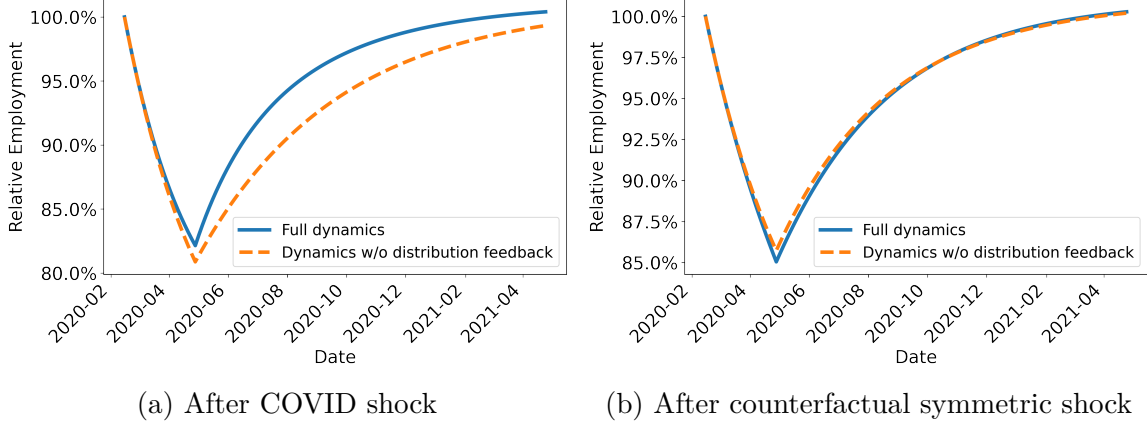 100.0%
95.0%
90.0%
85.0%
80.0%
Relative Employment
Full dynamics
Dynamics w/o distribution feedback
2020-02
2020-04
2020-06
2020-08
2020-10
2020-12
2021-02
2021-04
Date
(a) After COVID shock
100.0%
97.5%
95.0%
92.5%
90.0%
87.5%
85.0%
Relative Employment
Full dynamics
Dynamics w/o distribution feedback
2020-02
2020-04
2020-06
2020-08
2020-10
2020-12
2021-02
2021-04
Date
(b) After counterfactual symmetric shock